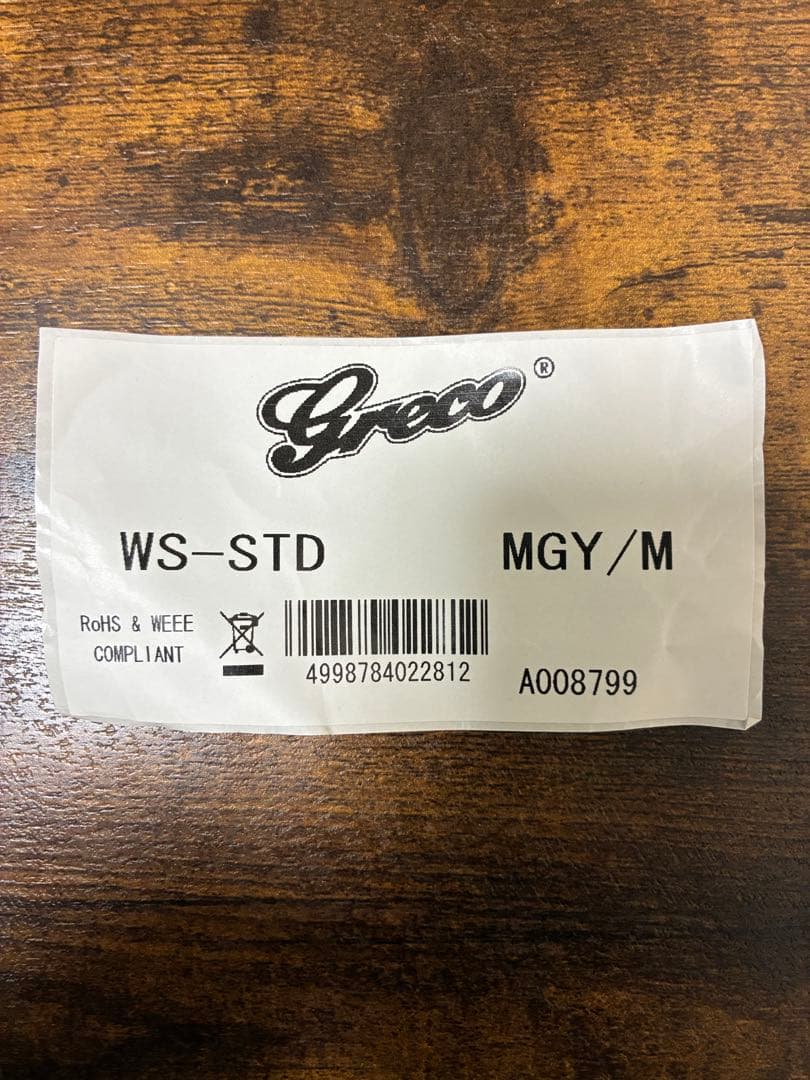 Greco ®
WS-STD MGY/M
RoHS & WEEE
COMPLIANT
4998784022812
A008799